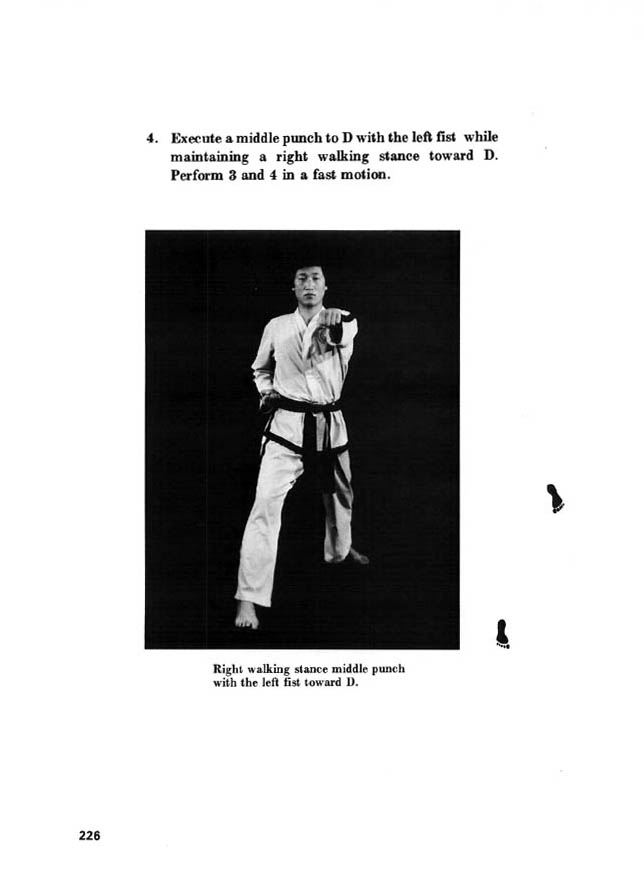 4. Execute a middle punch to D with the left fist while
maintaining a right walking stance toward D.
Perform 3 and 4 in a fast motion.
Right walking stance middle punch
with the left fist toward D.
226